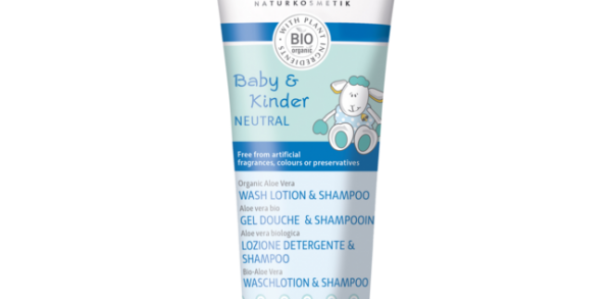 NATURKOSMETIK
WITH PLANT INGREDIENTS
BIO
organic
Baby &
Kinder
NEUTRAL
Free from artificial
fragrances, colours or preservatives
Organic Aloe Vera
WASH LOTION & SHAMPOO
Aloe vera bio
GEL DOUCHE & SHAMPOOIN
Aloe vera biologica
LOZIONE DETERGENTE &
SHAMPOO
Bio-Aloe Vera
WASCHLOTION & SHAMPOO